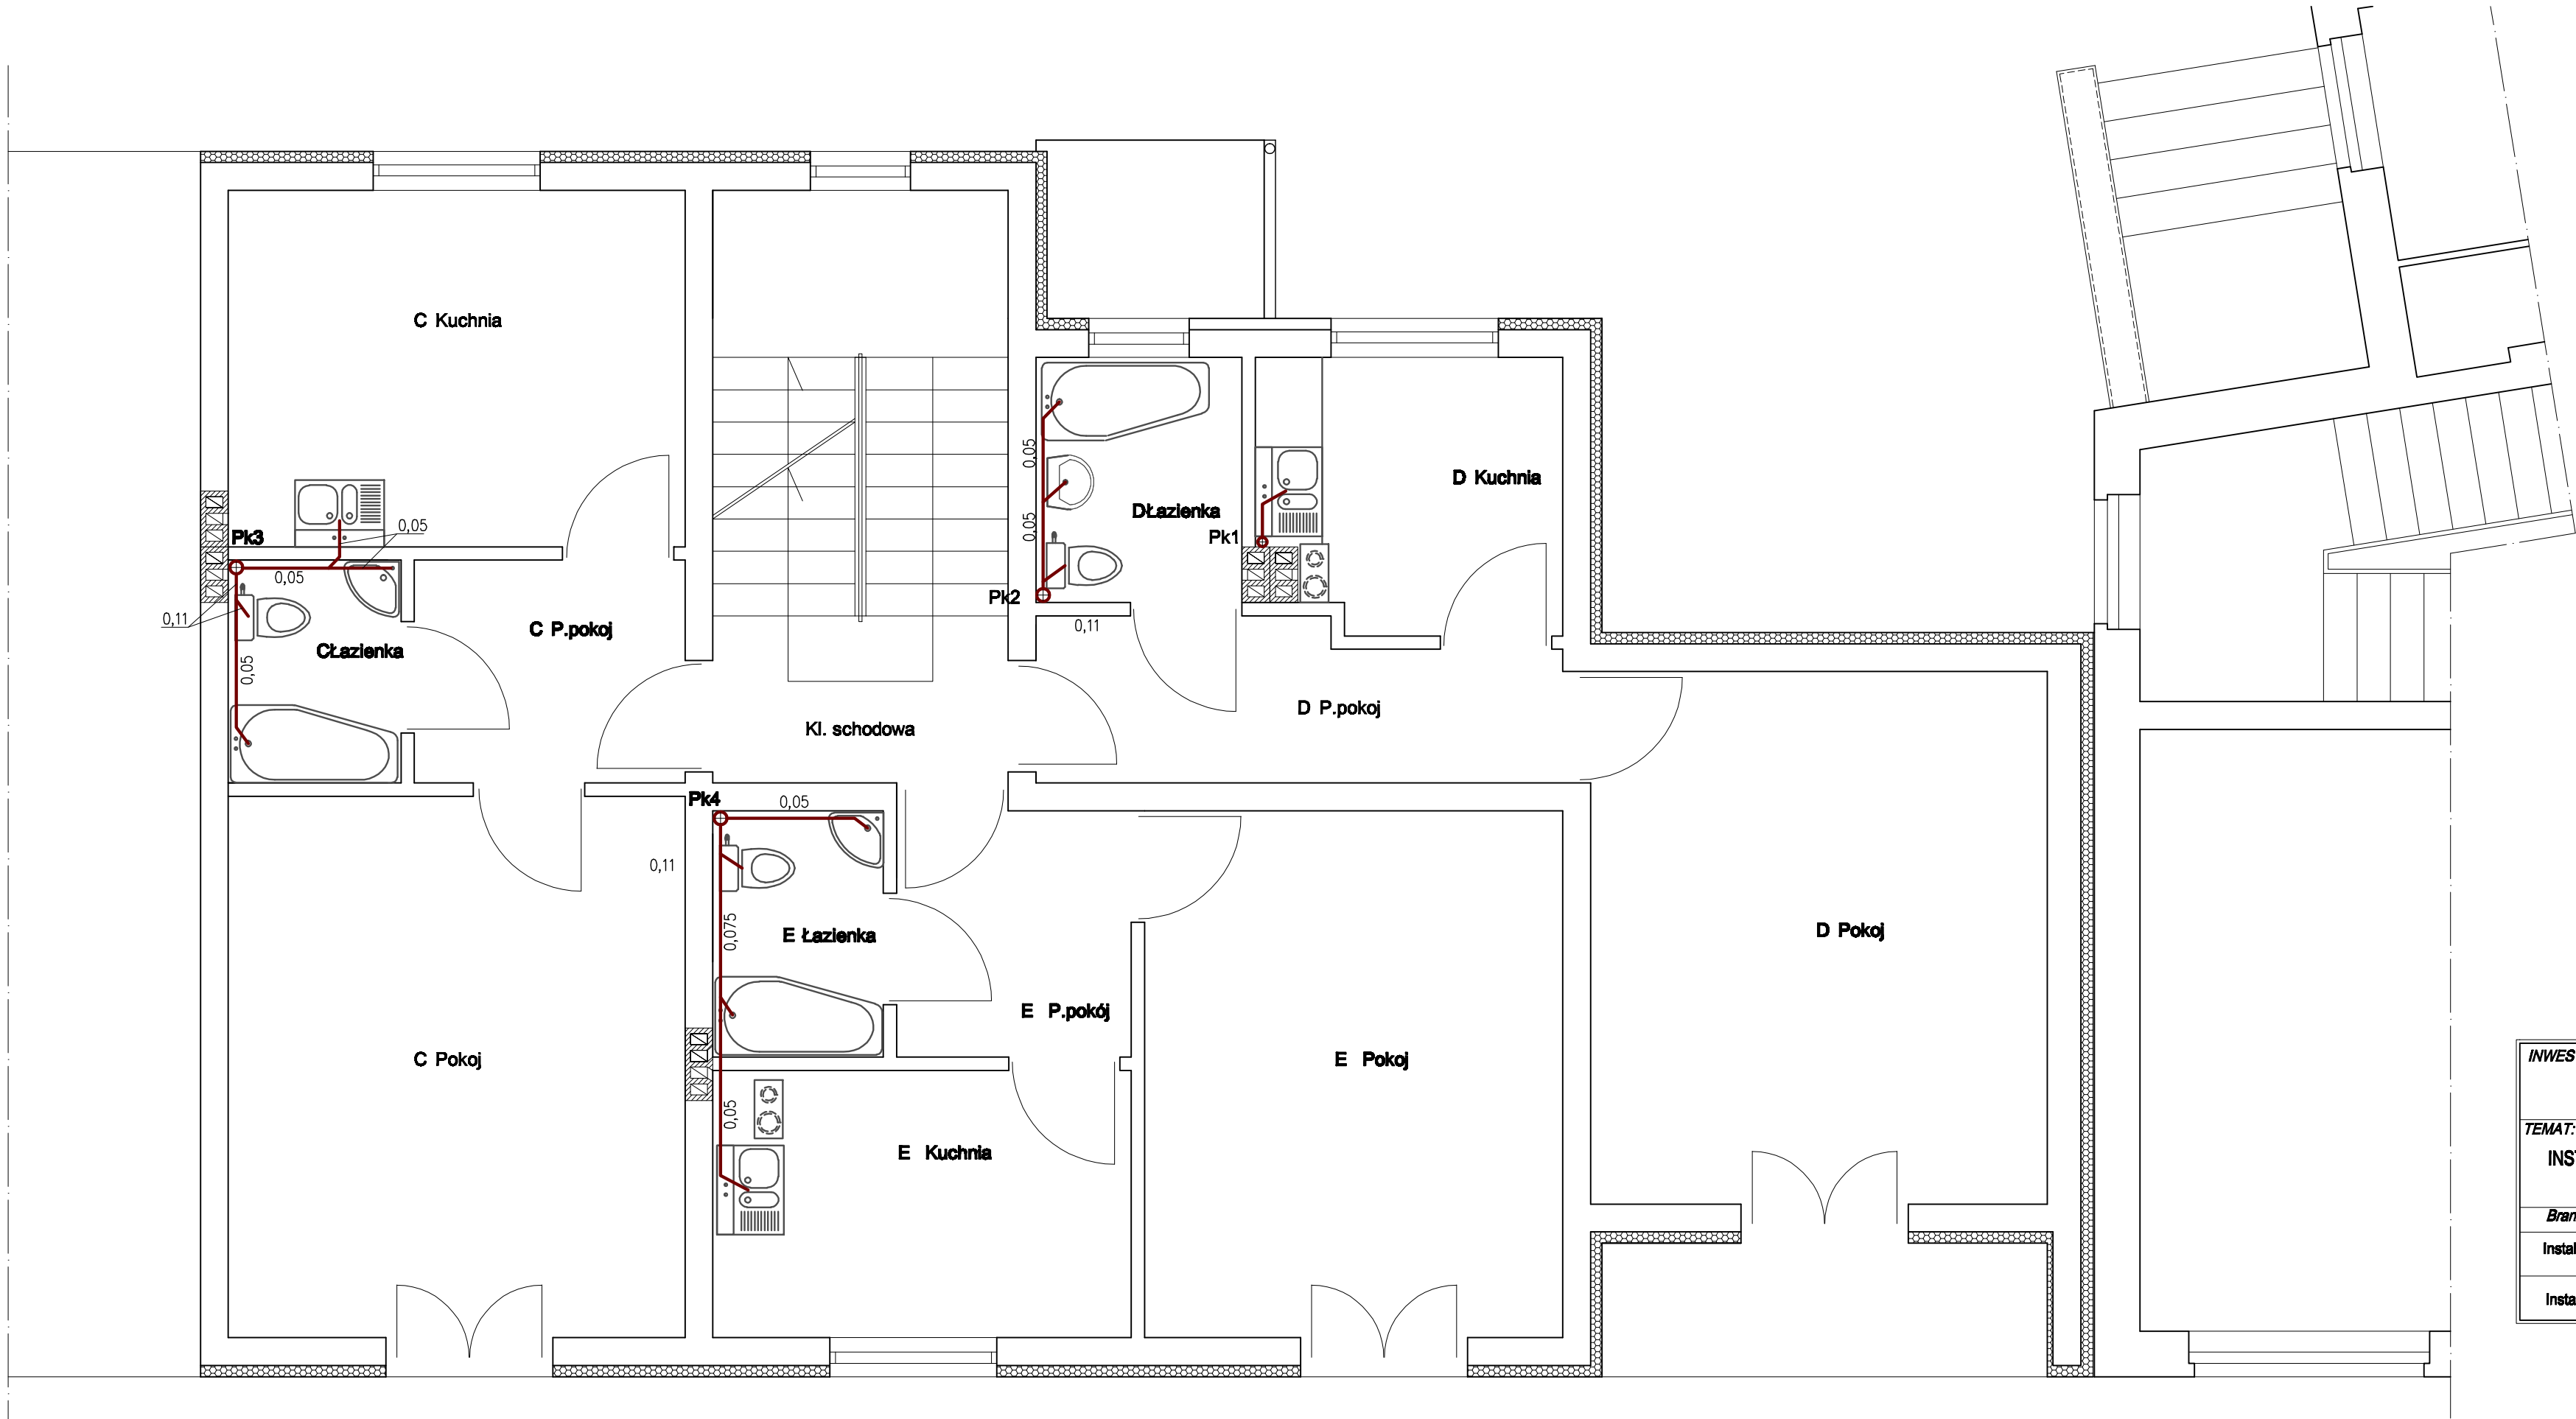 C Kuchnia
0,05
0,05
DŁazienka
D Kuchnia
Pk1
Pk3
0,05
0,05
Pk2
0,11
0,11
C P.pokoj
CŁazienka
0,05
D P.pokoj
Kl. schodowa
Pk4
0,05
0,11
0,075
E Łazienka
D Pokoj
E P.pokój
C Pokoj
E Pokoj
0,05
E Kuchnia
INWES
TEMAT:
INS
Bran
Instal
Insta